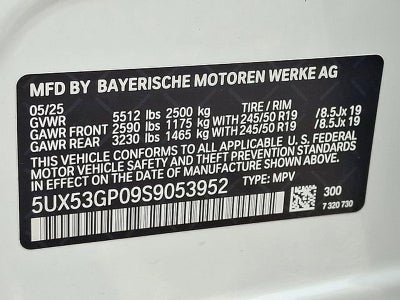 MFD BY BAYERISCHE MOTOREN WERKE AG
05/25
GVWR 5512 lbs 2500 kg TIRE / RIM
GAWR FRONT 2590 lbs 1175 kg WITH 245/50 R19 /8.5Jx 19
GAWR REAR 3230 lbs 1465 kg WITH 245/50 R19 /8.5Jx 19
THIS VEHICLE CONFORMS TO ALL APPLICABLE U. S. FEDERAL
MOTOR VEHICLE SAFETY AND THEFT PREVENTION STANDARDS
IN EFFECT ON THE DATE OF MANUFACTURE SHOWN ABOVE.
5UX53GP09S9053952 TYPE: MPV
300
7 320 730